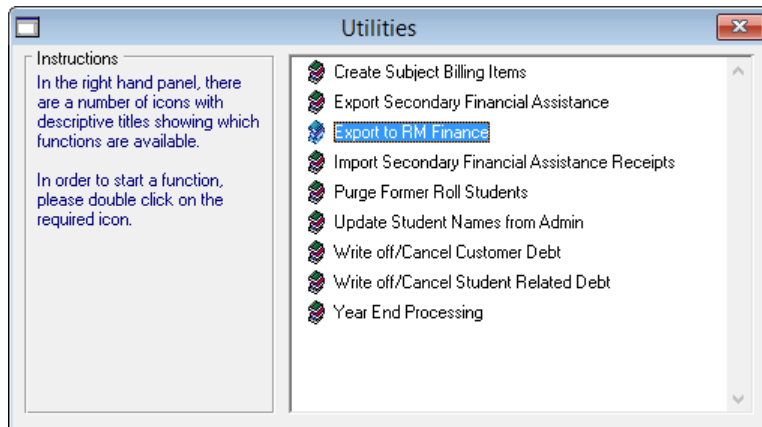 Utilities
Instructions
In the right hand panel, there
are a number of icons with
descriptive titles showing which
functions are available.
In order to start a function,
please double click on the
required icon.
Create Subject Billing Items
Export Secondary Financial Assistance
Export to RM Finance
Import Secondary Financial Assistance Receipts
Purge Former Roll Students
Update Student Names from Admin
Write off/Cancel Customer Debt
Write off/Cancel Student Related Debt
Year End Processing